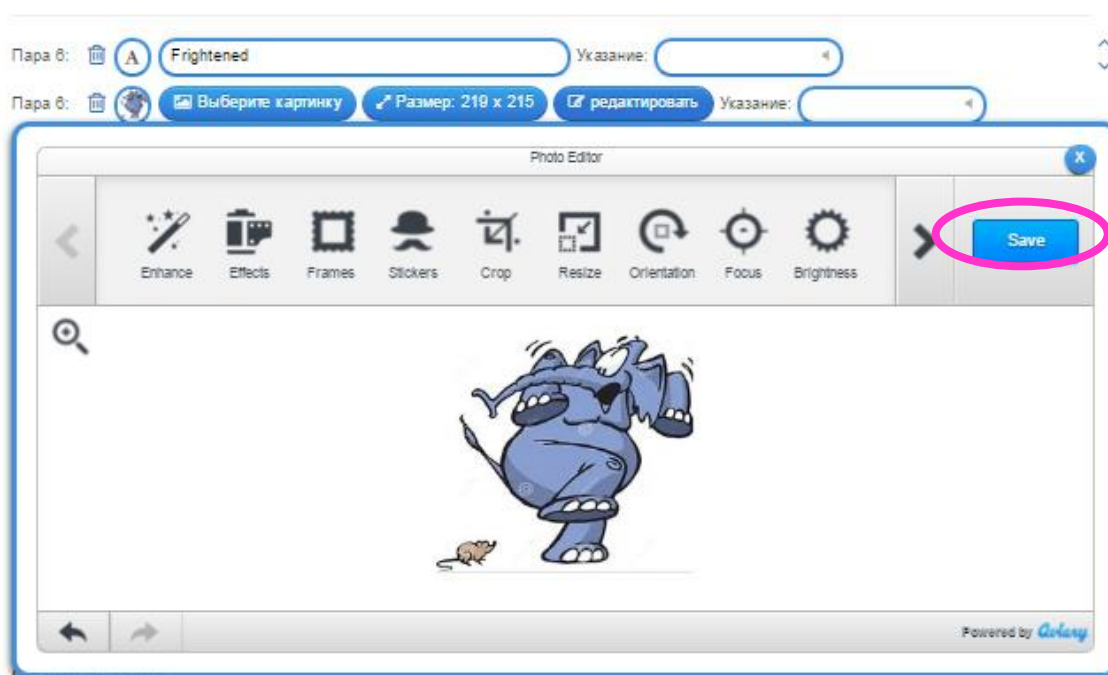 Пара 6: A Frightened Указание:
Пара 6: Выберите картинку Размер: 219 x 215 редактировать Указание:
Photo Editor X
Enhance Effects Frames Stickers Crop Resize Orientation Focus Brightness Save
Powered by Aviary